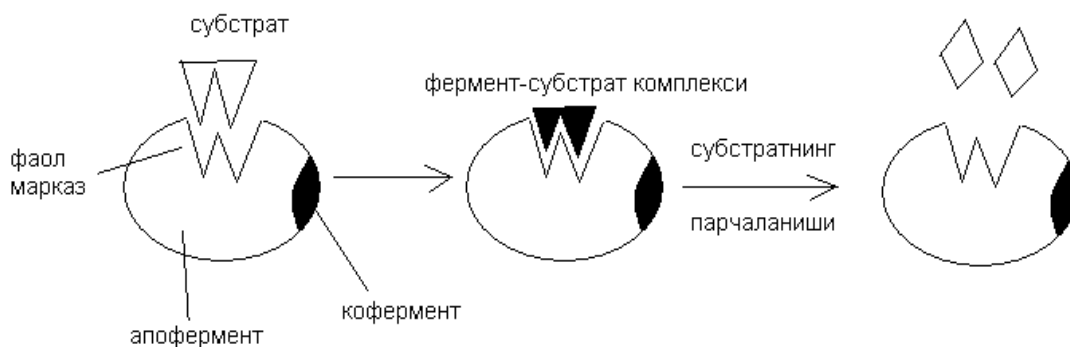 субстрат
фаол
марказ
апофермент
кофермент
фермент-субстрат комплекси
субстратнинг
парчаланиши